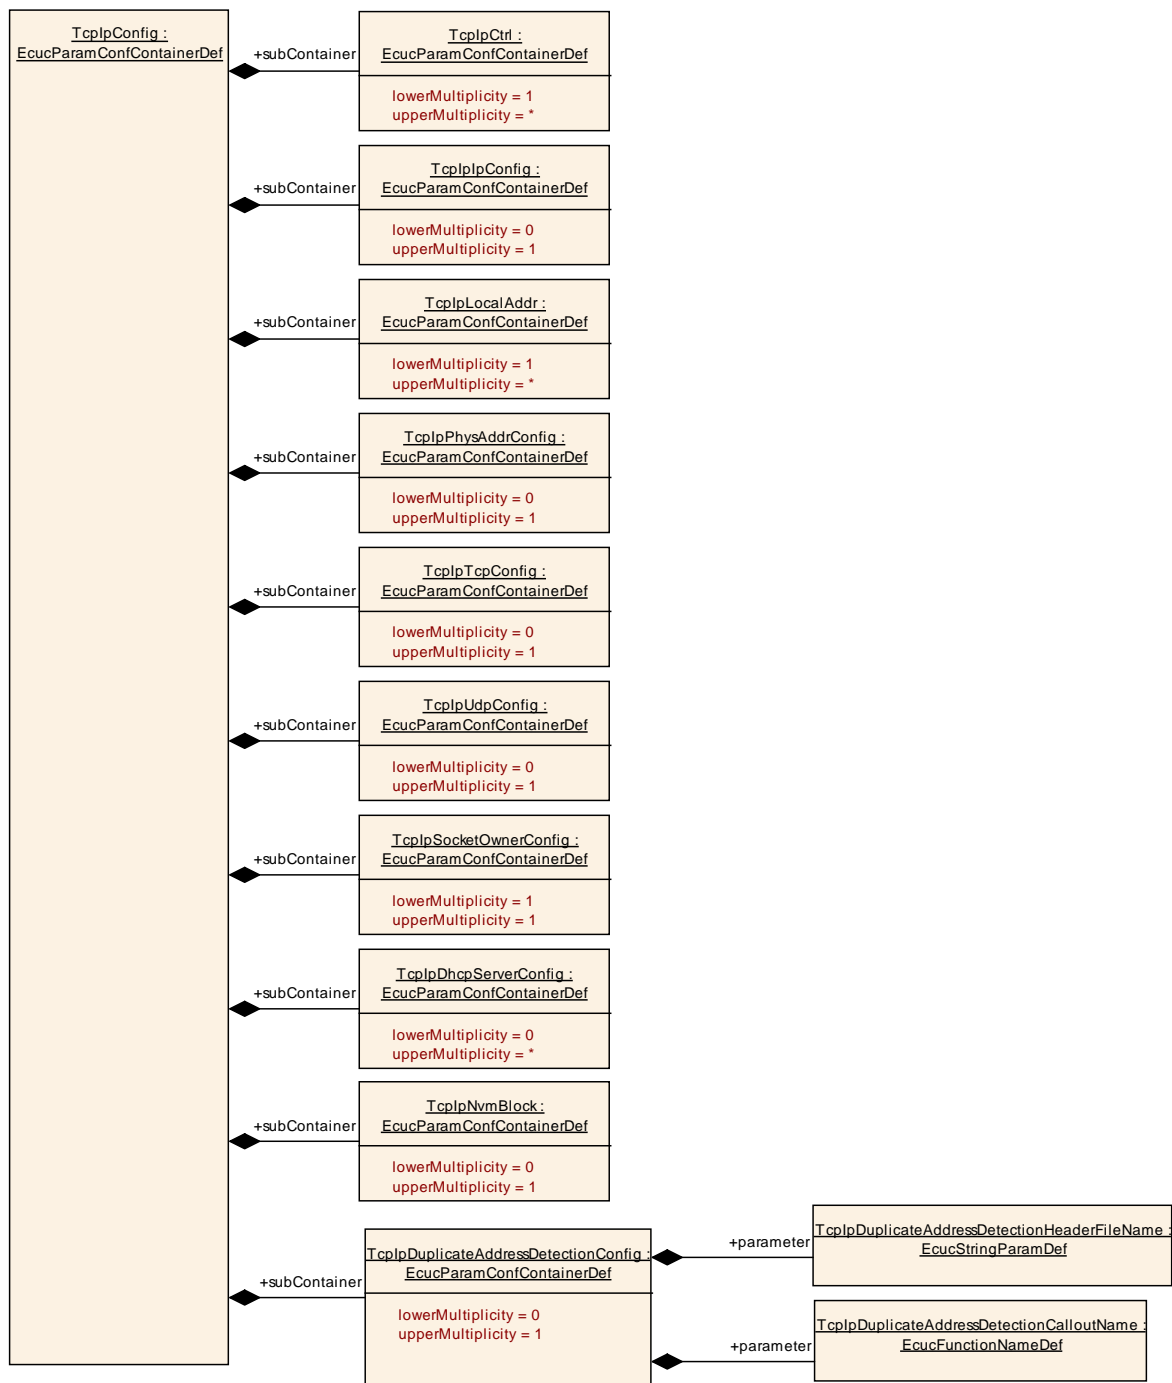 TcpIpConfig :
EcucParamConfContainerDef
+subContainer
TcpIpCtrl :
EcucParamConfContainerDef
lowerMultiplicity = 1
upperMultiplicity = *
+subContainer
TcpIpIpConfig :
EcucParamConfContainerDef
lowerMultiplicity = 0
upperMultiplicity = 1
+subContainer
TcpIpLocalAddr :
EcucParamConfContainerDef
lowerMultiplicity = 1
upperMultiplicity = *
+subContainer
TcpIpPhysAddrConfig :
EcucParamConfContainerDef
lowerMultiplicity = 0
upperMultiplicity = 1
+subContainer
TcpIpTcpConfig :
EcucParamConfContainerDef
lowerMultiplicity = 0
upperMultiplicity = 1
+subContainer
TcpIpUdpConfig :
EcucParamConfContainerDef
lowerMultiplicity = 0
upperMultiplicity = 1
+subContainer
TcpIpSocketOwnerConfig :
EcucParamConfContainerDef
lowerMultiplicity = 1
upperMultiplicity = 1
+subContainer
TcpIpDhcpServerConfig :
EcucParamConfContainerDef
lowerMultiplicity = 0
upperMultiplicity = *
+subContainer
TcpIpNvmBlock :
EcucParamConfContainerDef
lowerMultiplicity = 0
upperMultiplicity = 1
+subContainer
TcpIpDuplicateAddressDetectionConfig :
EcucParamConfContainerDef
lowerMultiplicity = 0
upperMultiplicity = 1
+parameter
TcpIpDuplicateAddressDetectionHeaderFileName :
EcucStringParamDef
+parameter
TcpIpDuplicateAddressDetectionCalloutName :
EcucFunctionNameDef